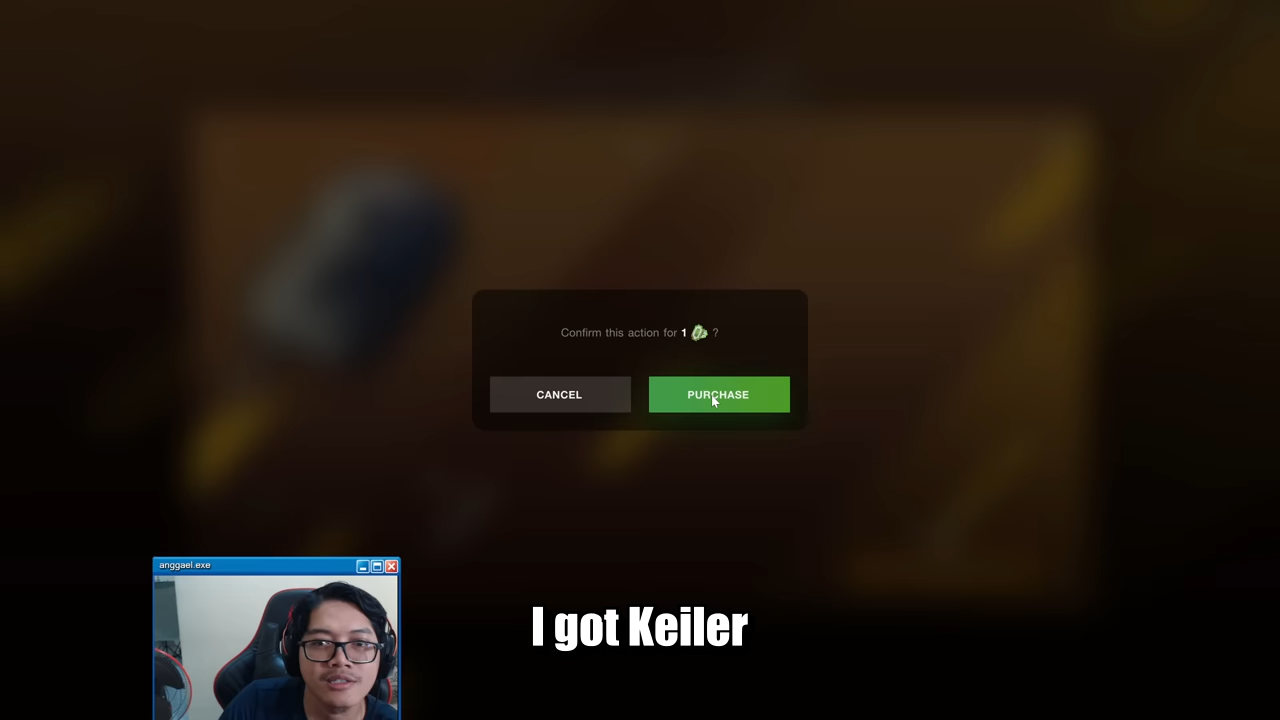 Confirm this action for 1 ?
CANCEL
PURCHASE
anggael.exe
I got Keiler